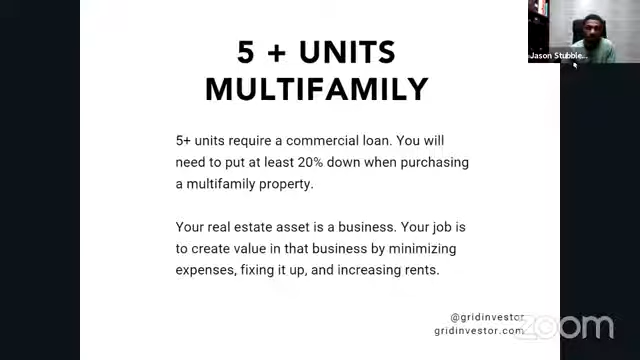 5 + UNITS
MULTIFAMILY
5+ units require a commercial loan. You will
need to put at least 20% down when purchasing
a multifamily property.
Your real estate asset is a business. Your job is
to create value in that business by minimizing
expenses, fixing it up, and increasing rents.
@gridinvestor
gridinvestor.com
zoom
Jason Stubble...